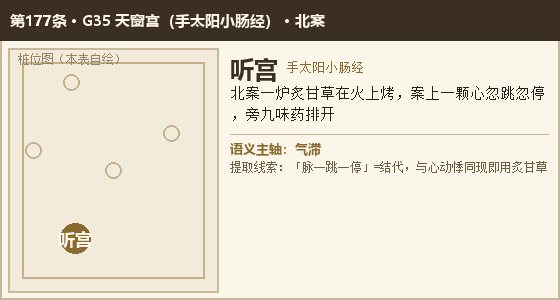 第177条・G35 天窗宫（手太阳小肠经）・北案
桩位图（本表自绘）
听宫 手太阳小肠经
北案一炉炙甘草在火上烤，案上一颗心忽跳忽停
，旁九味药排开
语义主轴：气滞
提取线索：「脉一跳一停」=结代，与心动悸同现即用炙甘草
听宫